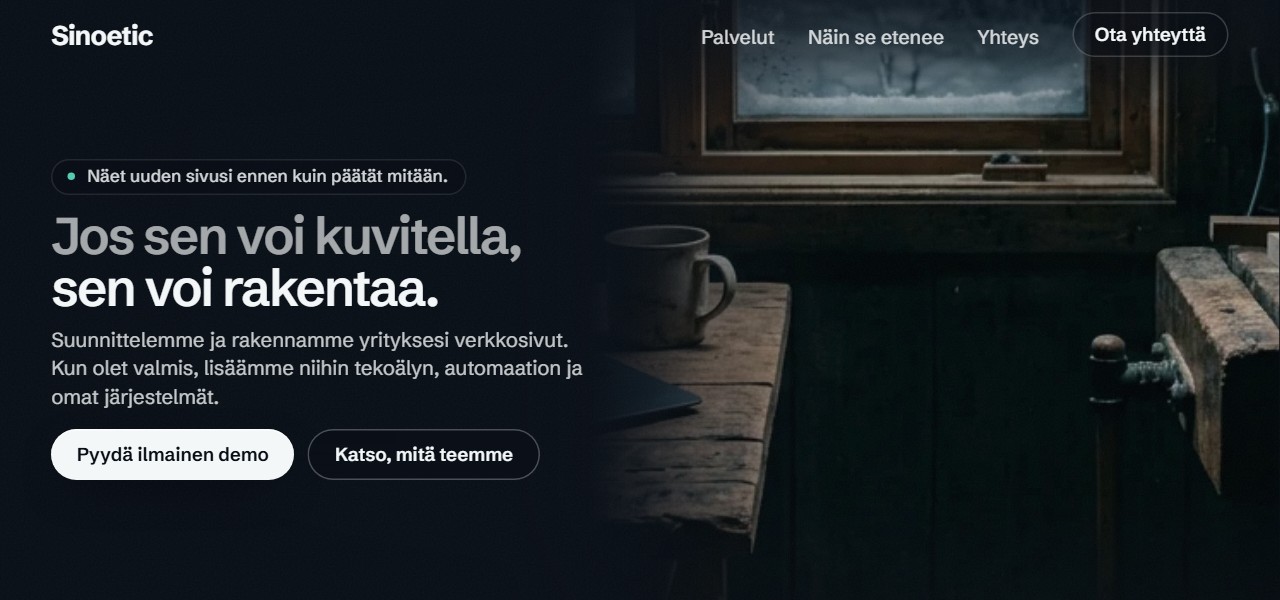 Sinoetic
Palvelut
Näin se etenee
Yhteys
Ota yhteyttä
Näet uuden sivusi ennen kuin päätät mitään.
Jos sen voi kuvitella,
sen voi rakentaa.
Suunnittelemme ja rakennamme yrityksesi verkkosivut.
Kun olet valmis, lisäämme niihin tekoälyn, automaation ja
omat järjestelmät.
Pyydä ilmainen demo
Katso, mitä teemme